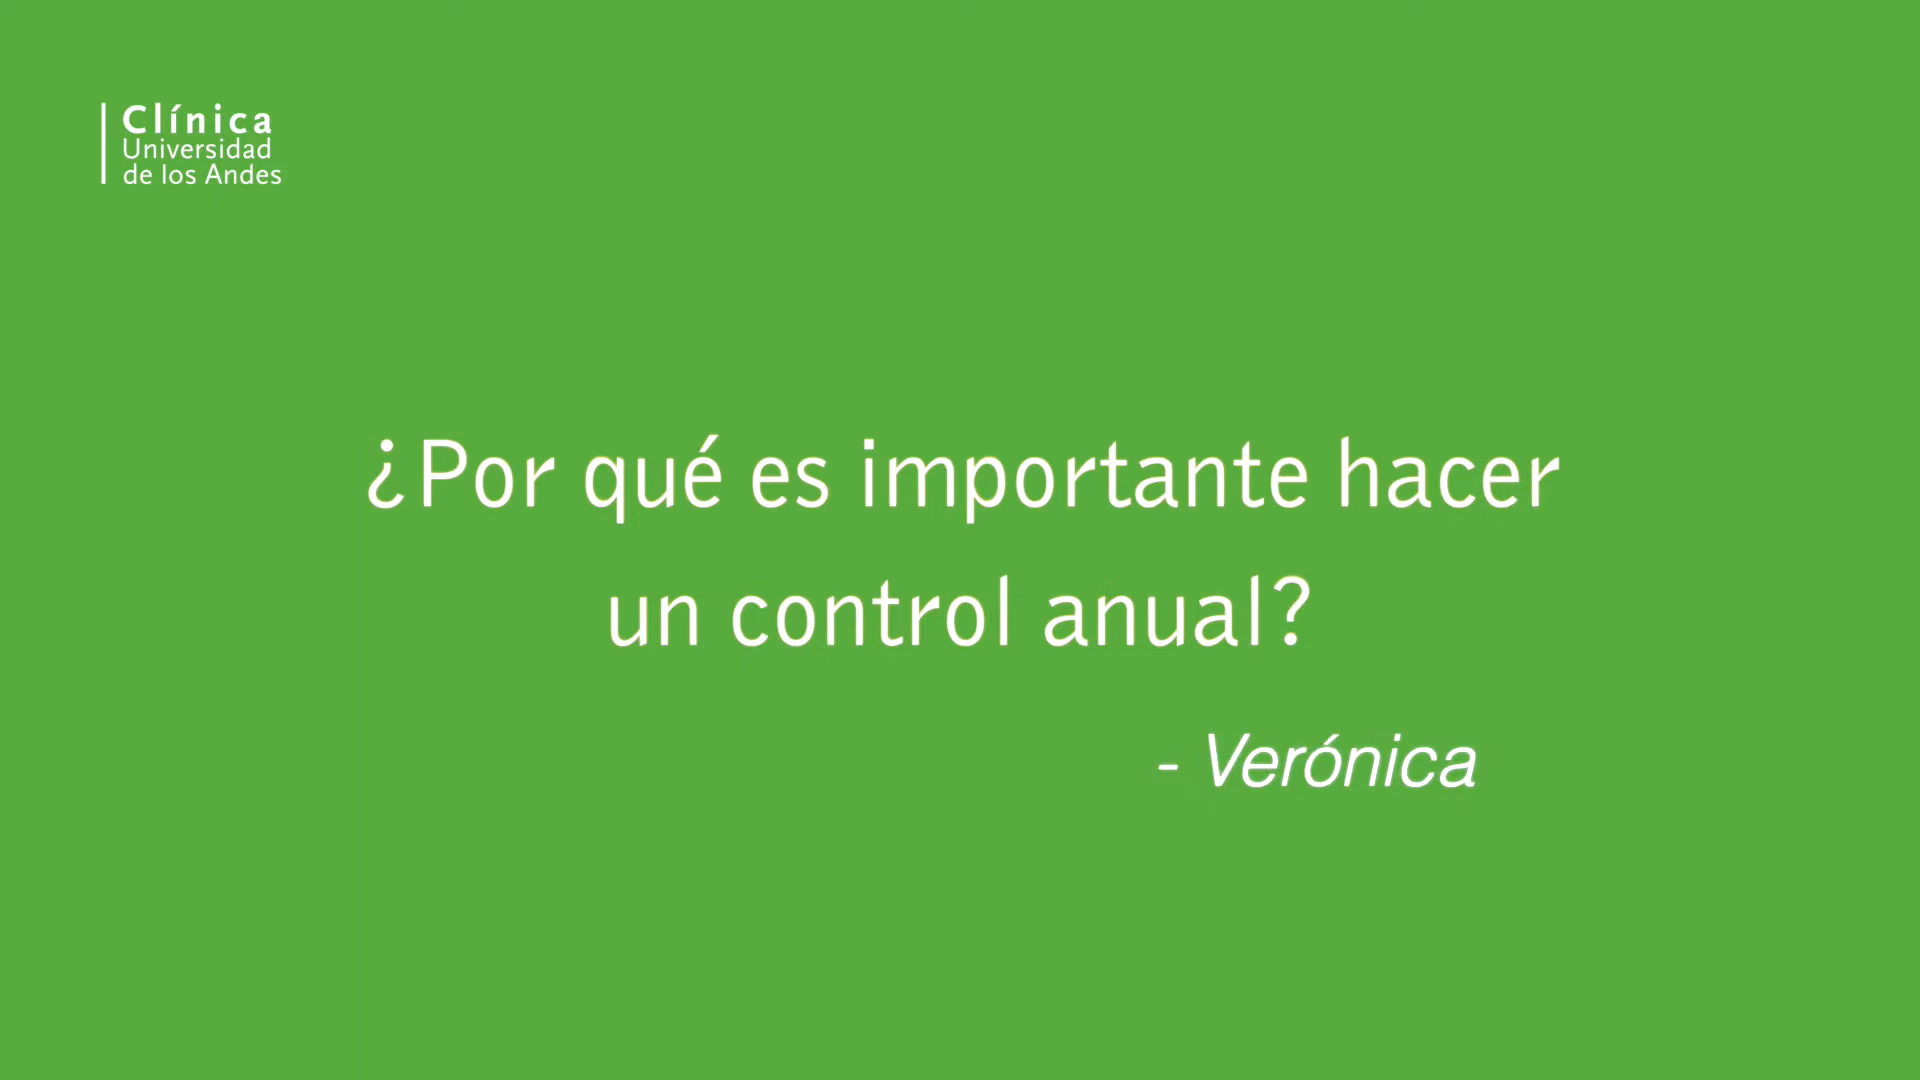 Clínica
Universidad
de los Andes
¿Por qué es importante hacer
un control anual?
- Verónica